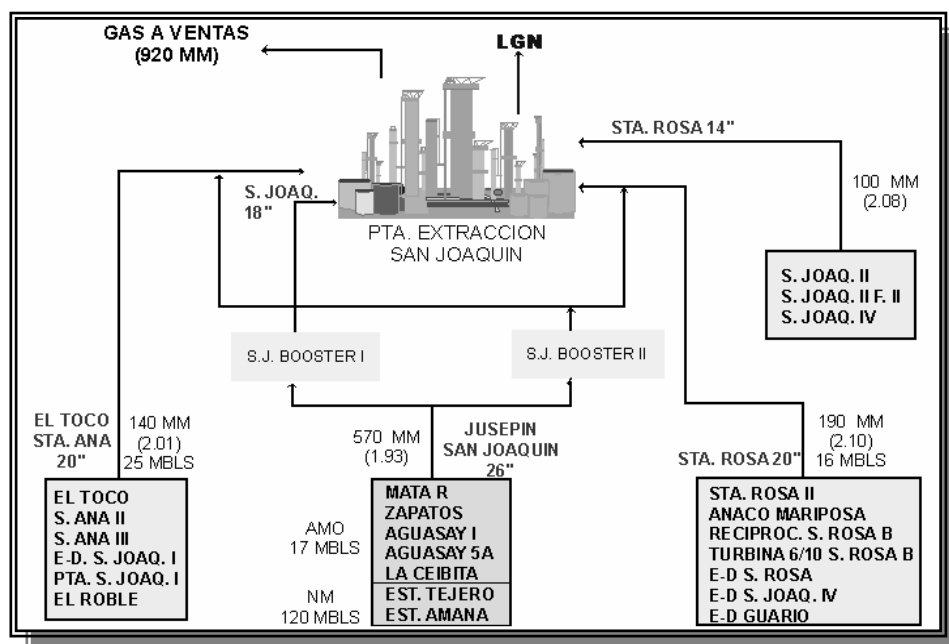 GAS A VENTAS
(920 MM)
LGN
STA. ROSA 14"
S. JOAQ.
18"
100 MM
(2.08)
PTA. EXTRACCION
SAN JOAQUIN
S. JOAQ. II
S. JOAQ. II F. II
S. JOAQ. IV
S.J. BOOSTER I
S.J. BOOSTER II
EL TOCO
STA. ANA
20"
140 MM
(2.01)
25 MBLS
570 MM
(1.93)
JUSEPIN
SAN JOAQUIN
26"
STA. ROSA 20"
190 MM
(2.10)
16 MBLS
EL TOCO
S. ANA II
S. ANA III
E-D. S. JOAQ. I
PTA. S. JOAQ. I
EL ROBLE
AMO
17 MBLS
NM
120 MBLS
MATA R
ZAPATOS
AGUASAY I
AGUASAY 5A
LA CEIBITA
EST. TEJERO
EST. AMANA
STA. ROSA II
ANACO MARIPOSA
RECIPROC. S. ROSA B
TURBINA 6/10 S. ROSA B
E-D S. ROSA
E-D S. JOAQ. IV
E-D GUARIO